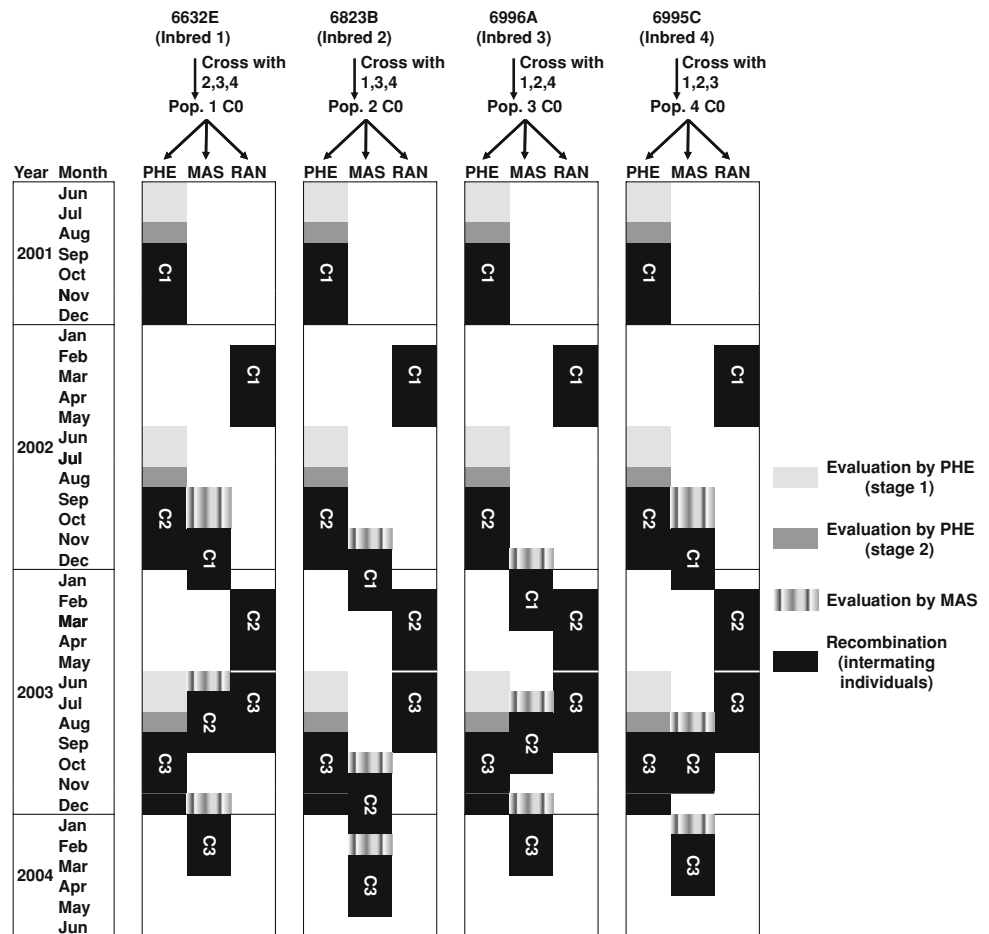 6632E 6823B 6996A 6995C
(Inbred 1) (Inbred 2) (Inbred 3) (Inbred 4)
Cross with Cross with Cross with Cross with
2,3,4 1,3,4 1,2,4 1,2,3
Pop. 1 C0 Pop. 2 C0 Pop. 3 C0 Pop. 4 C0
Year Month PHE MAS RAN PHE MAS RAN PHE MAS RAN PHE MAS RAN
Jun
Jul
Aug
2001 Sep
Oct C1 C1 C1 C1
Nov
Dec
Jan
Feb
Mar C1 C1 C1 C1
Apr
May
Jun
2002 Jul
Aug
Sep
Oct C2 C2 C2 C2
Nov
Dec C1 C1
Jan C1
Feb C1
Mar C2 C2 C2 C2
Apr
May
Jun
2003 Jul C3 C3 C3 C3
Aug C2
Sep C2
Oct C3 C3 C3 C3 C2
Nov
Dec C2
Jan
Feb C3 C3
Mar C3
2004 Apr C3
May
Jun
Evaluation by PHE
(stage 1)
Evaluation by PHE
(stage 2)
Evaluation by MAS
Recombination
(intermating
individuals)